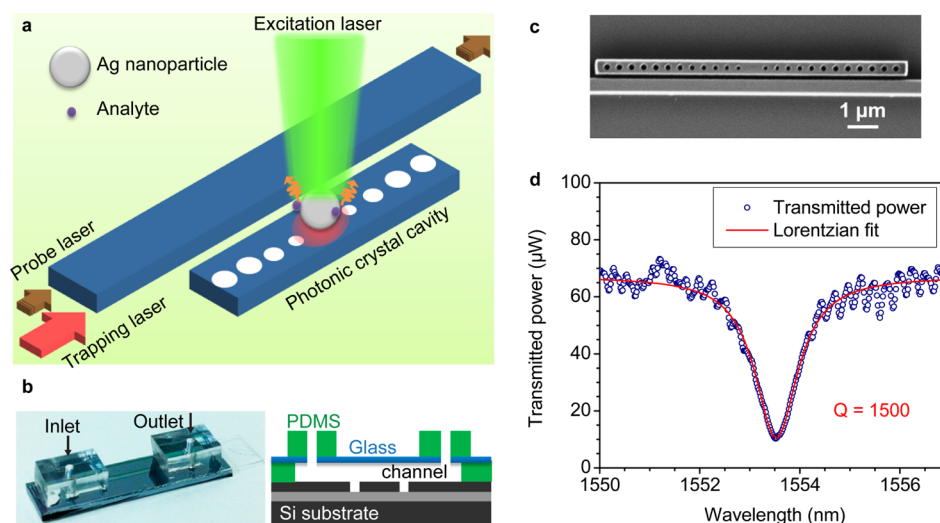 a
Excitation laser
Ag nanoparticle
Analyte
Probe laser
Trapping laser
Photonic crystal cavity
b
Inlet
Outlet
PDMS
Glass
channel
Si substrate
c
1 μm
d
100
80
60
40
20
0
Transmitted power (μW)
Transmitted power
Lorentzian fit
Q = 1500
1550
1552
1554
1556
Wavelength (nm)